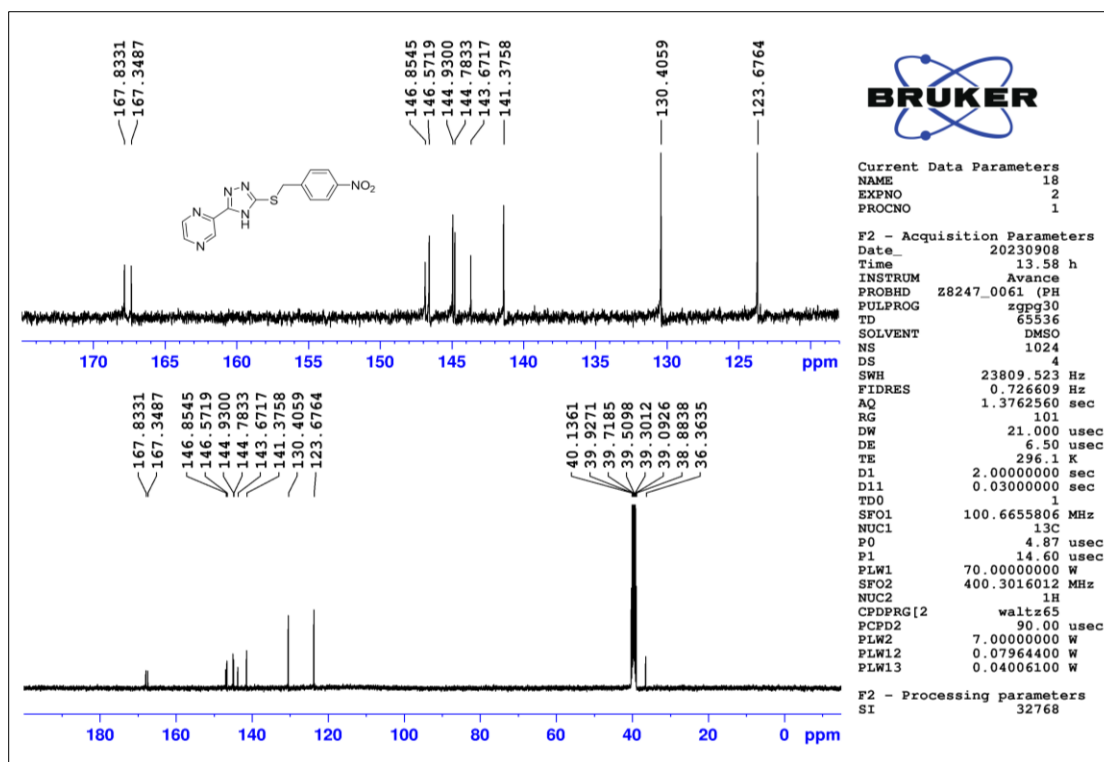 167.8331
167.3487
146.8545
146.5719
144.9300
144.7833
143.6717
141.3758
130.4059
123.6764
N
N
N
N
N
H
S
NO2
170
165
160
155
150
145
140
135
130
125
ppm
167.8331
167.3487
146.8545
146.5719
144.9300
144.7833
143.6717
141.3758
130.4059
123.6764
40.1361
39.9271
39.7185
39.5098
39.3012
39.0926
38.8838
36.3635
180
160
140
120
100
80
60
40
20
0
ppm
BRUKER
Current Data Parameters
NAME 18
EXPNO 2
PROCNO 1
F2 - Acquisition Parameters
Date_ 20230908
Time 13.58 h
INSTRUM Avance
PROBHD Z8247_0061 (PH
PULPROG zgpg30
TD 65536
SOLVENT DMSO
NS 1024
DS 4
SWH 23809.523 Hz
FIDRES 0.726609 Hz
AQ 1.3762560 sec
RG 101
DW 21.000 usec
DE 6.50 usec
TE 296.1 K
D1 2.00000000 sec
D11 0.03000000 sec
TD0 1
SFO1 100.6655806 MHz
NUC1 13C
P0 4.87 usec
P1 14.60 usec
PLW1 70.00000000 W
SFO2 400.3016012 MHz
NUC2 1H
CPDPRG[2 waltz65
PCPD2 90.00 usec
PLW2 7.00000000 W
PLW12 0.07964400 W
PLW13 0.04006100 W
F2 - Processing parameters
SI 32768